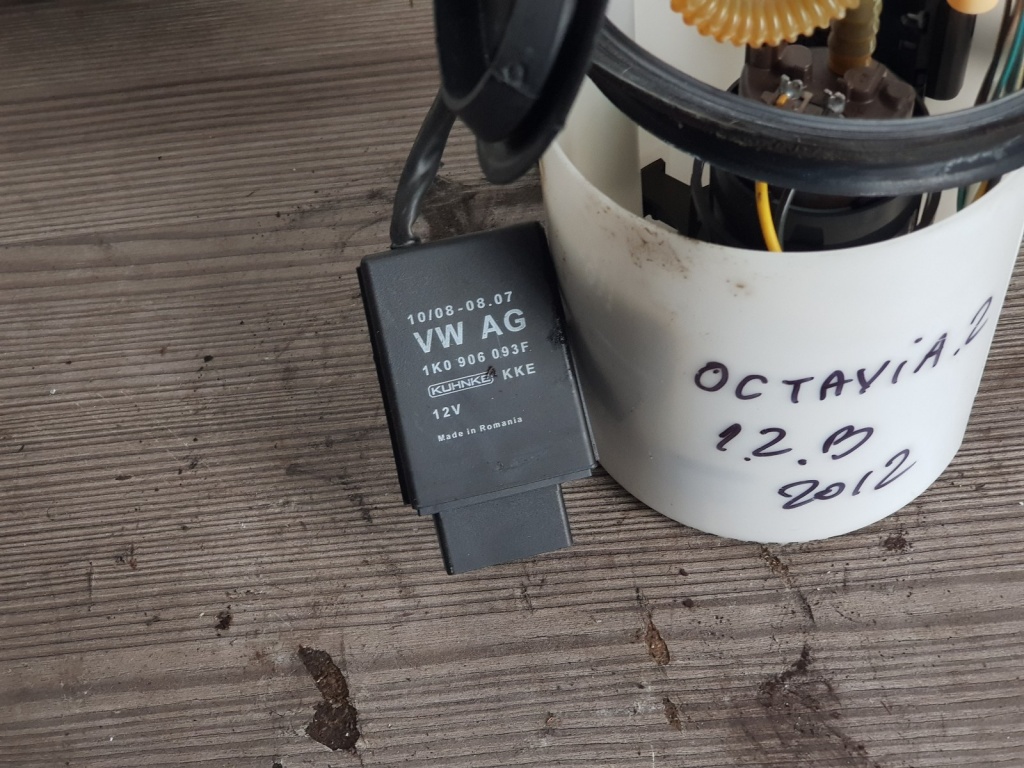 10/08-08.07
VW AG
1K0 906 093F
KUHNKE KKE
12V
Made in Romania
OCTAViA.2
1.2.B
2012